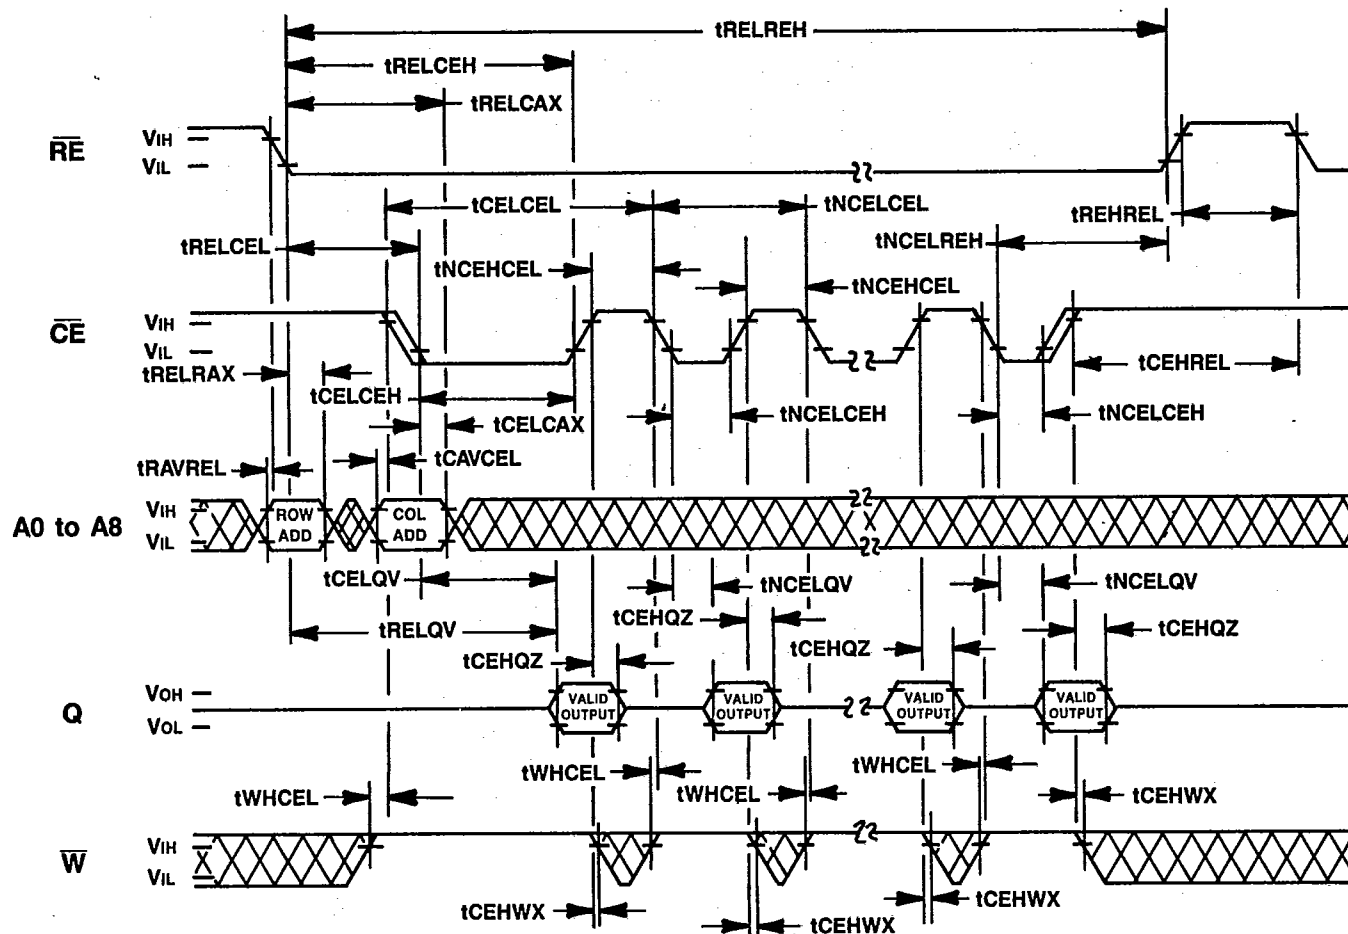 tRELREH
tRELCEH
tRELCAX
RE
VIH
VIL
tCELCEL
tNCELCEL
tREHREL
tRELCEL
tNCELREH
tNCEHCEL
tNCEHCEL
CE
VIH
VIL
tRELRAX
tCEHREL
tCELCEH
tNCELCEH
tNCELCEH
tCELCAX
tRAVREL
tCAVCEL
A0 to A8
VIH
VIL
ROW
ADD
COL
ADD
tCELQV
tNCELQV
tNCELQV
tCEHQZ
tRELQV
tCEHQZ
tCEHQZ
tCEHQZ
Q
VOH
VOL
VALID
OUTPUT
VALID
OUTPUT
VALID
OUTPUT
VALID
OUTPUT
tWHCEL
tWHCEL
tWHCEL
tWHCEL
tCEHWX
W
VIH
VIL
tCEHWX
tCEHWX
tCEHWX